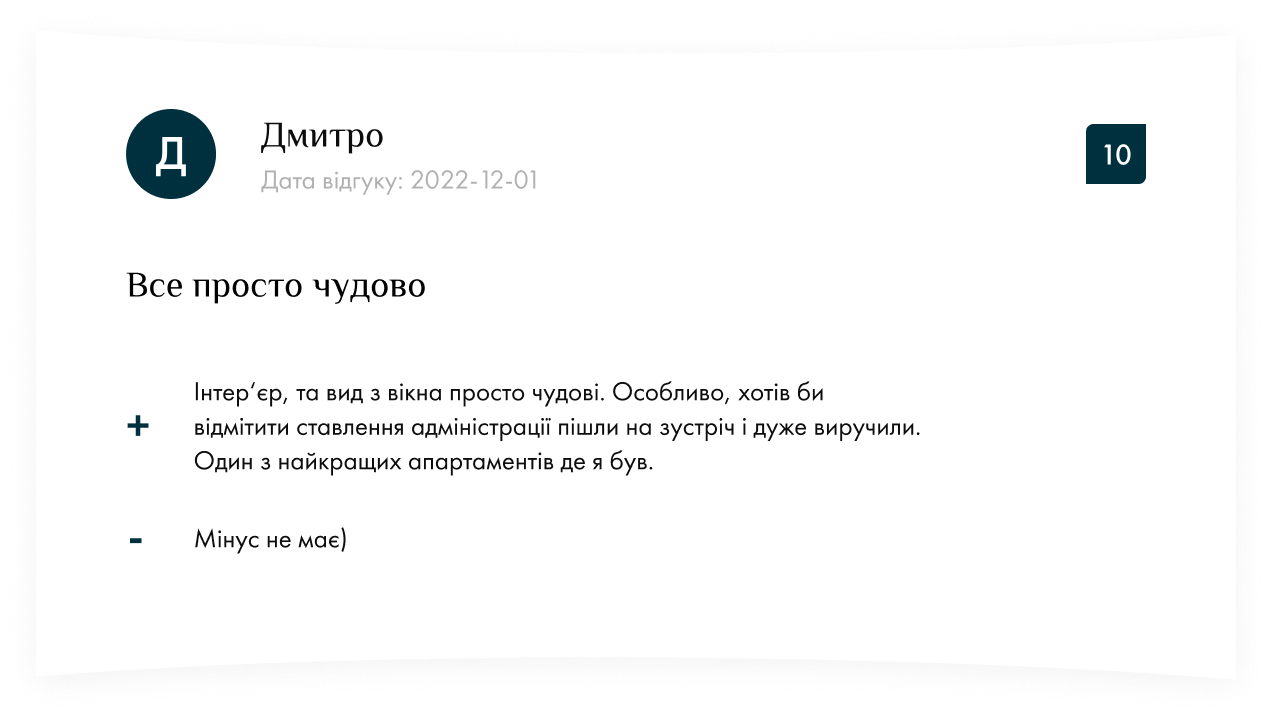 Д
Дмитро
Дата відгуку: 2022-12-01
10
Все просто чудово
+
Інтер’єр, та вид з вікна просто чудові. Особливо, хотів би
відмітити ставлення адміністрації пішли на зустріч і дуже виручили.
Один з найкращих апартаментів де я був.
-
Мінус не має)